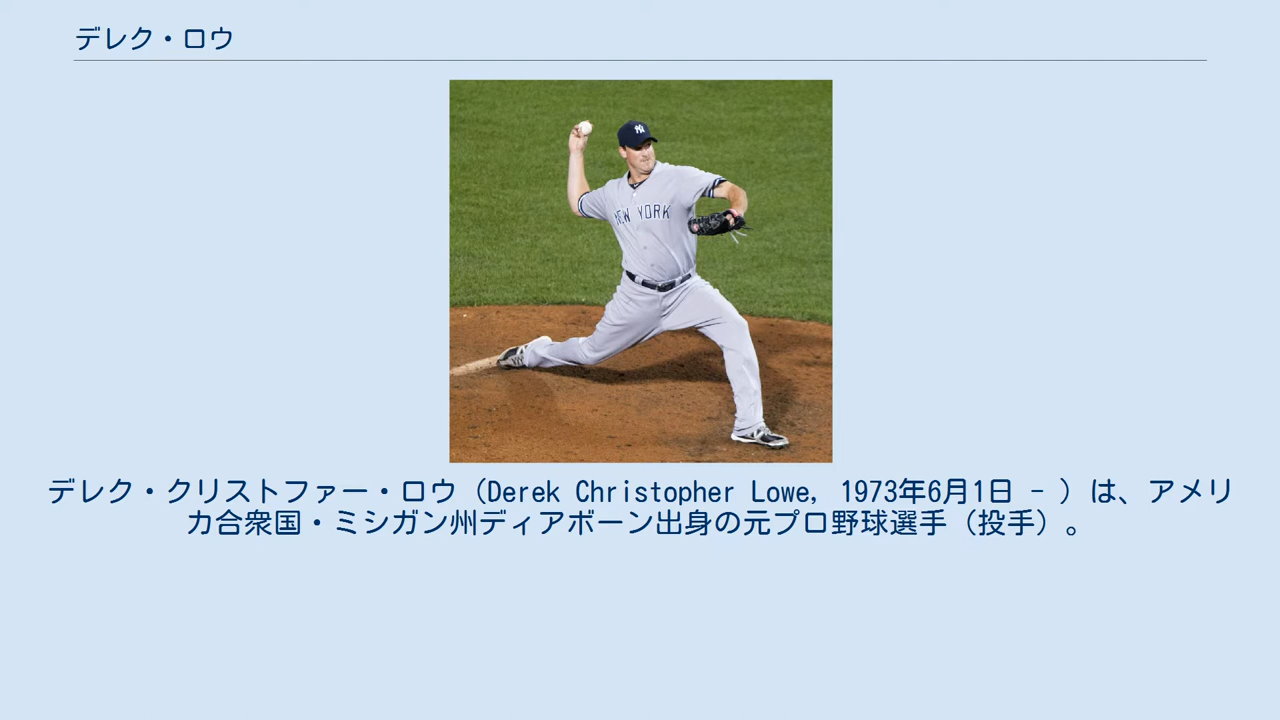 デレク・ロウ
NY
NEW YORK
デレク・クリストファー・ロウ（Derek Christopher Lowe, 1973年6月1日 - ）は、アメリ
カ合衆国・ミシガン州ディアボーン出身の元プロ野球選手（投手）。